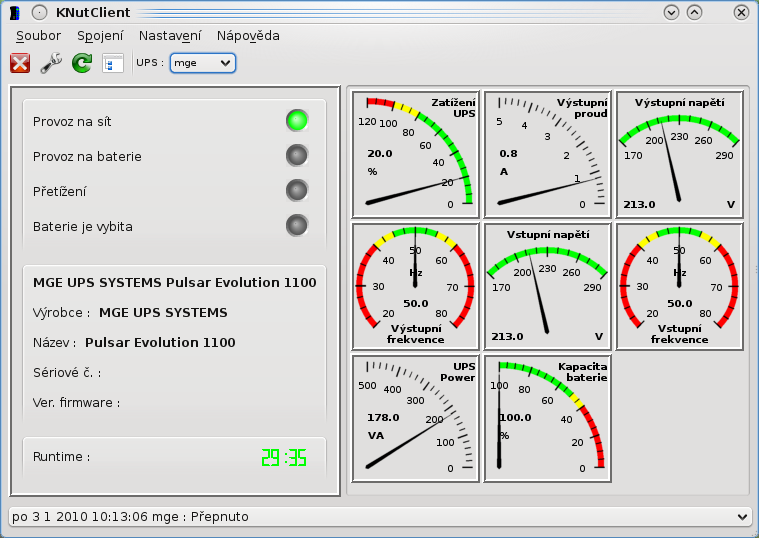 KNutClient
Soubor Spojení Nastavení Nápověda
UPS : mge
Provoz na sít
Provoz na baterie
Přetížení
Baterie je vybita
MGE UPS SYSTEMS Pulsar Evolution 1100
Výrobce : MGE UPS SYSTEMS
Název : Pulsar Evolution 1100
Sériové č. :
Ver. firmware :
Runtime : 29:35
Zatížení
UPS
120 100 80 60 40 20 0
20.0
%
Výstupní
proud
5 4 3 2 1 0
0.8
A
Výstupní napětí
170 200 230 260 290
213.0 V
30 40 50 60 70 20 80
Hz
50.0
Výstupní
frekvence
Vstupní napětí
170 200 230 260 290
213.0 V
30 40 50 60 70 20 80
Hz
50.0
Vstupní
frekvence
UPS
Power
500 400 300 200 100 0
178.0
VA
Kapacita
baterie
100 80 60 40 20 0
100.0
%
po 3 1 2010 10:13:06 mge : Přepnuto